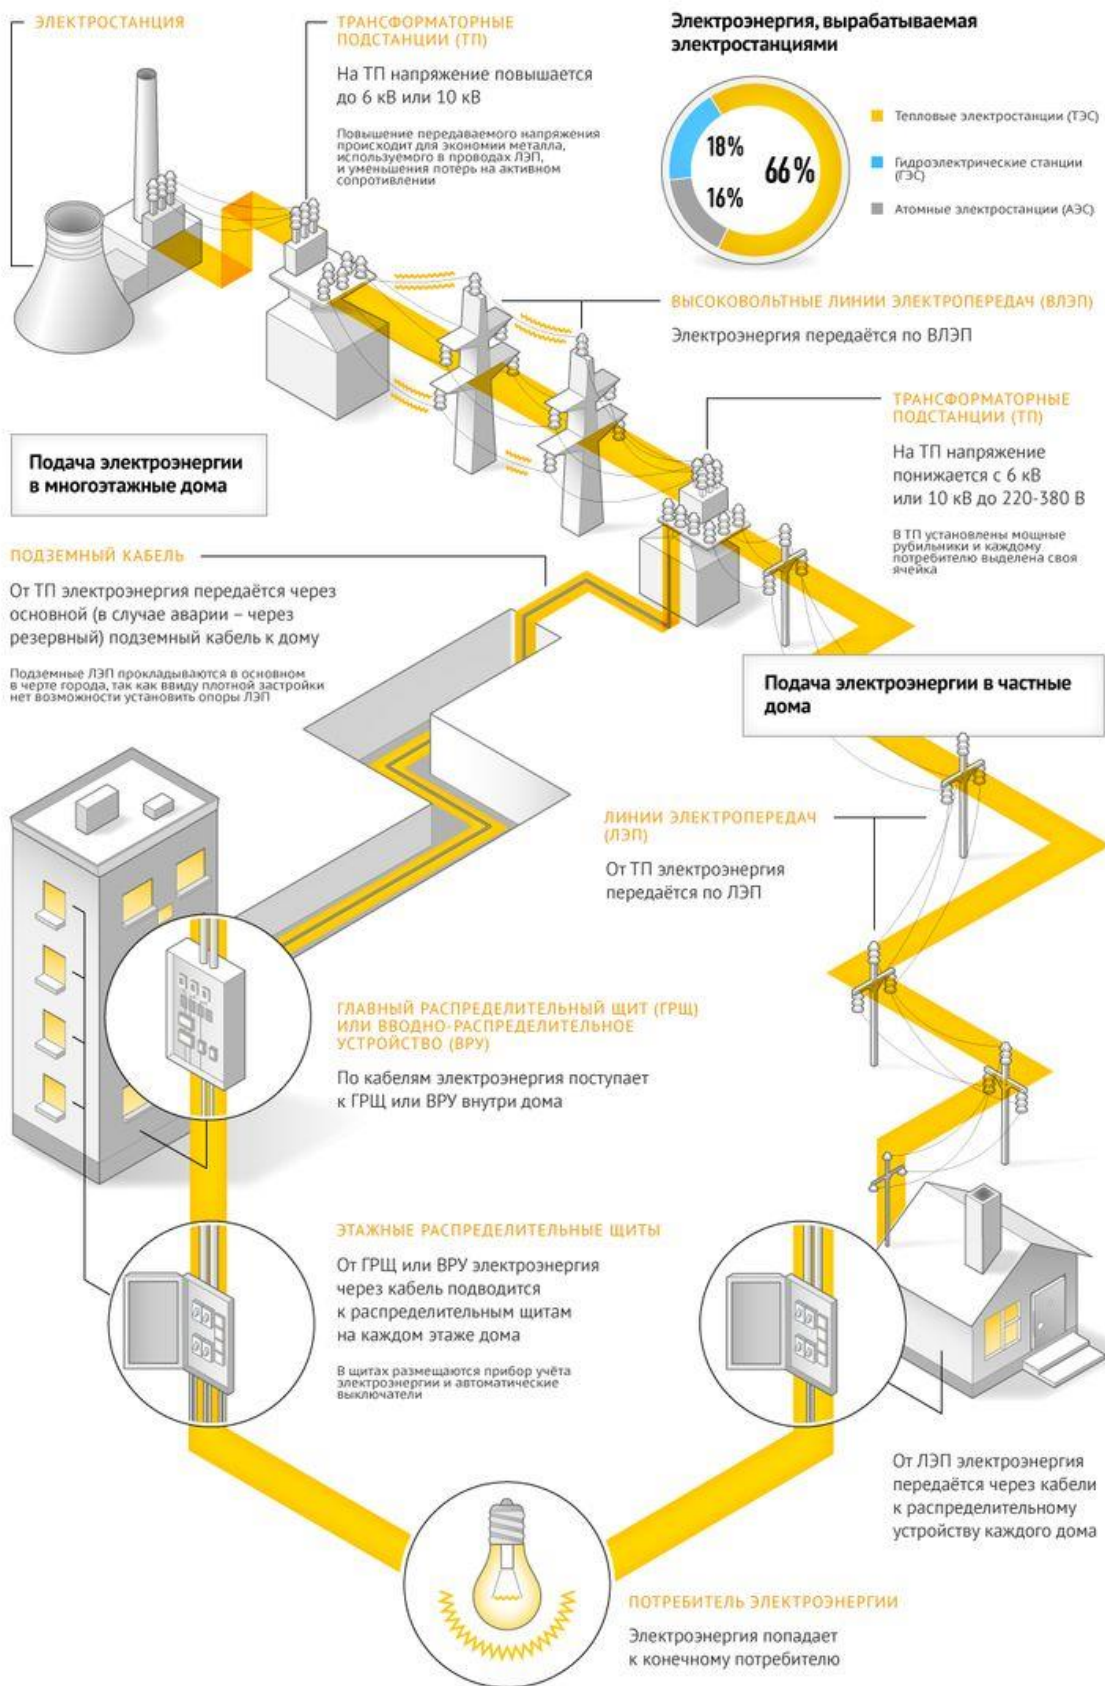 ЭЛЕКТРОСТАНЦИЯ
ТРАНСФОРМАТОРНЫЕ
ПОДСТАНЦИИ (ТП)
На ТП напряжение повышается
до 6 кВ или 10 кВ
Повышение передаваемого напряжения
происходит для экономии металла,
используемого в проводах ЛЭП,
и уменьшения потерь на активном
сопротивлении
Электроэнергия, вырабатываемая
электростанциями
18%
66%
16%
Тепловые электростанции (ТЭС)
Гидроэлектрические станции
(ГЭС)
Атомные электростанции (АЭС)
ВЫСОКОВОЛЬТНЫЕ ЛИНИИ ЭЛЕКТРОПЕРЕДАЧ (ВЛЭП)
Электроэнергия передаётся по ВЛЭП
ТРАНСФОРМАТОРНЫЕ
ПОДСТАНЦИИ (ТП)
На ТП напряжение
понижается с 6 кВ
или 10 кВ до 220-380 В
В ТП установлены мощные
рубильники и каждому
потребителю выделена своя
ячейка
Подача электроэнергии
в многоэтажные дома
ПОДЗЕМНЫЙ КАБЕЛЬ
От ТП электроэнергия передаётся через
основной (в случае аварии – через
резервный) подземный кабель к дому
Подземные ЛЭП прокладываются в основном
в черте города, так как ввиду плотной застройки
нет возможности установить опоры ЛЭП
Подача электроэнергии в частные
дома
ЛИНИИ ЭЛЕКТРОПЕРЕДАЧ
(ЛЭП)
От ТП электроэнергия
передаётся по ЛЭП
ГЛАВНЫЙ РАСПРЕДЕЛИТЕЛЬНЫЙ ЩИТ (ГРЩ)
ИЛИ ВВОДНО-РАСПРЕДЕЛИТЕЛЬНОЕ
УСТРОЙСТВО (ВРУ)
По кабелям электроэнергия поступает
к ГРЩ или ВРУ внутри дома
ЭТАЖНЫЕ РАСПРЕДЕЛИТЕЛЬНЫЕ ЩИТЫ
От ГРЩ или ВРУ электроэнергия
через кабель подводится
к распределительным щитам
на каждом этаже дома
В щитах размещаются прибор учёта
электроэнергии и автоматические
выключатели
От ЛЭП электроэнергия
передаётся через кабели
к распределительному
устройству каждого дома
ПОТРЕБИТЕЛЬ ЭЛЕКТРОЭНЕРГИИ
Электроэнергия попадает
к конечному потребителю